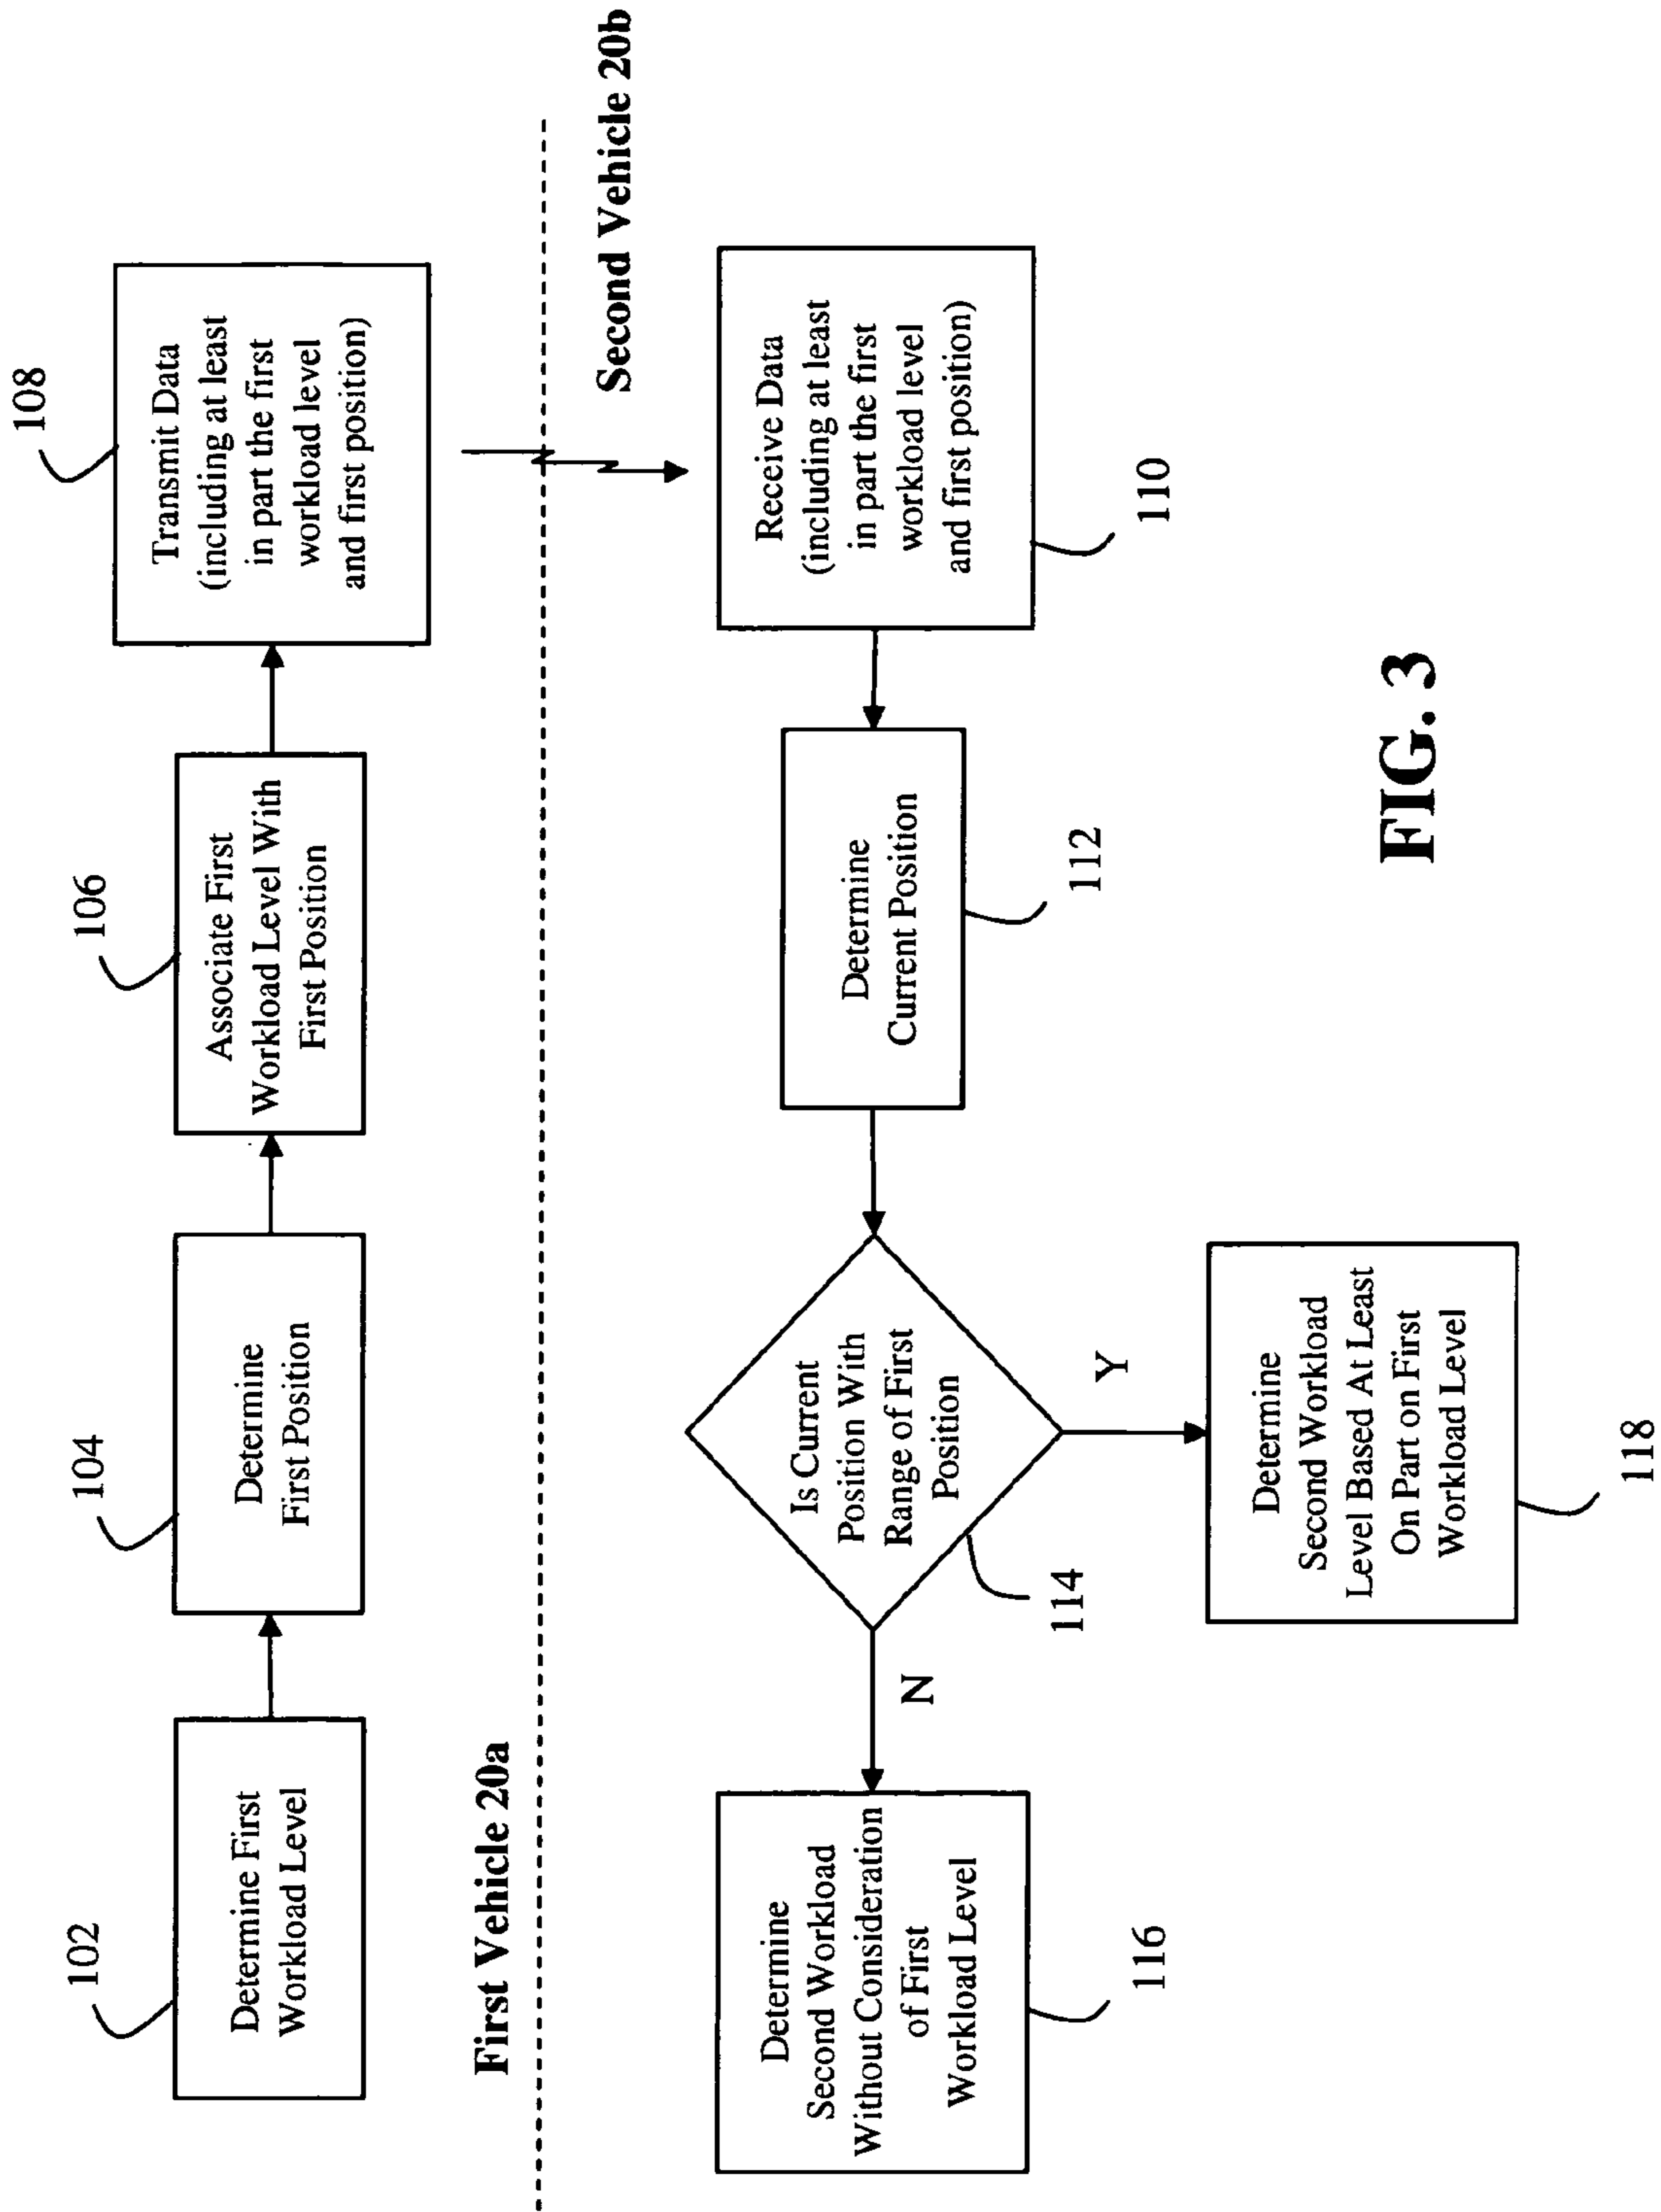 102
Determine First
Workload Level
104
Determine
First Position
106
Associate First
Workload Level With
First Position
108
Transmit Data
(including at least
in part the first
workload level
and first position)
First Vehicle 20a
Second Vehicle 20b
Receive Data
(including at least
in part the first
workload level
and first position)
110
Determine
Current Position
112
Is Current
Position With
Range of First
Position
114
N
Y
Determine
Second Workload
Without Consideration
of First
Workload Level
116
Determine
Second Workload
Level Based At Least
On Part on First
Workload Level
118
FIG. 3